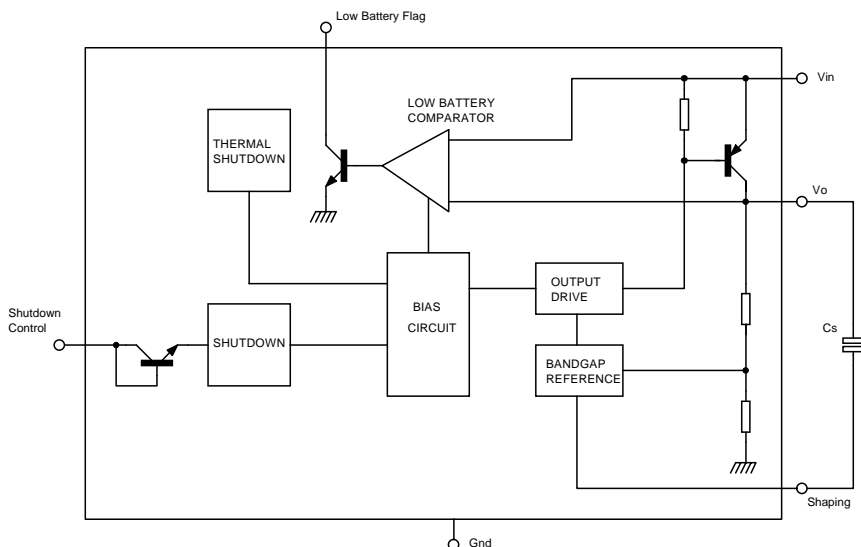 Low Battery Flag
Vin
LOW BATTERY
COMPARATOR
THERMAL
SHUTDOWN
Vo
OUTPUT
DRIVE
BIAS
CIRCUIT
Shutdown
Control
SHUTDOWN
Cs
BANDGAP
REFERENCE
Shaping
Gnd